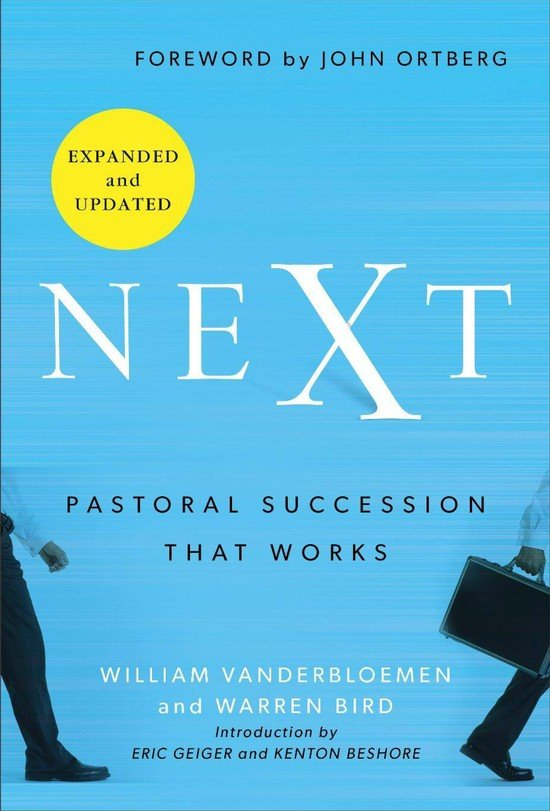 FOREWORD by JOHN ORTBERG
EXPANDED
and
UPDATED
NEXT
PASTORAL SUCCESSION
THAT WORKS
WILLIAM VANDERBLOEMEN
and WARREN BIRD
Introduction by
ERIC GEIGER and KENTON BESHORE